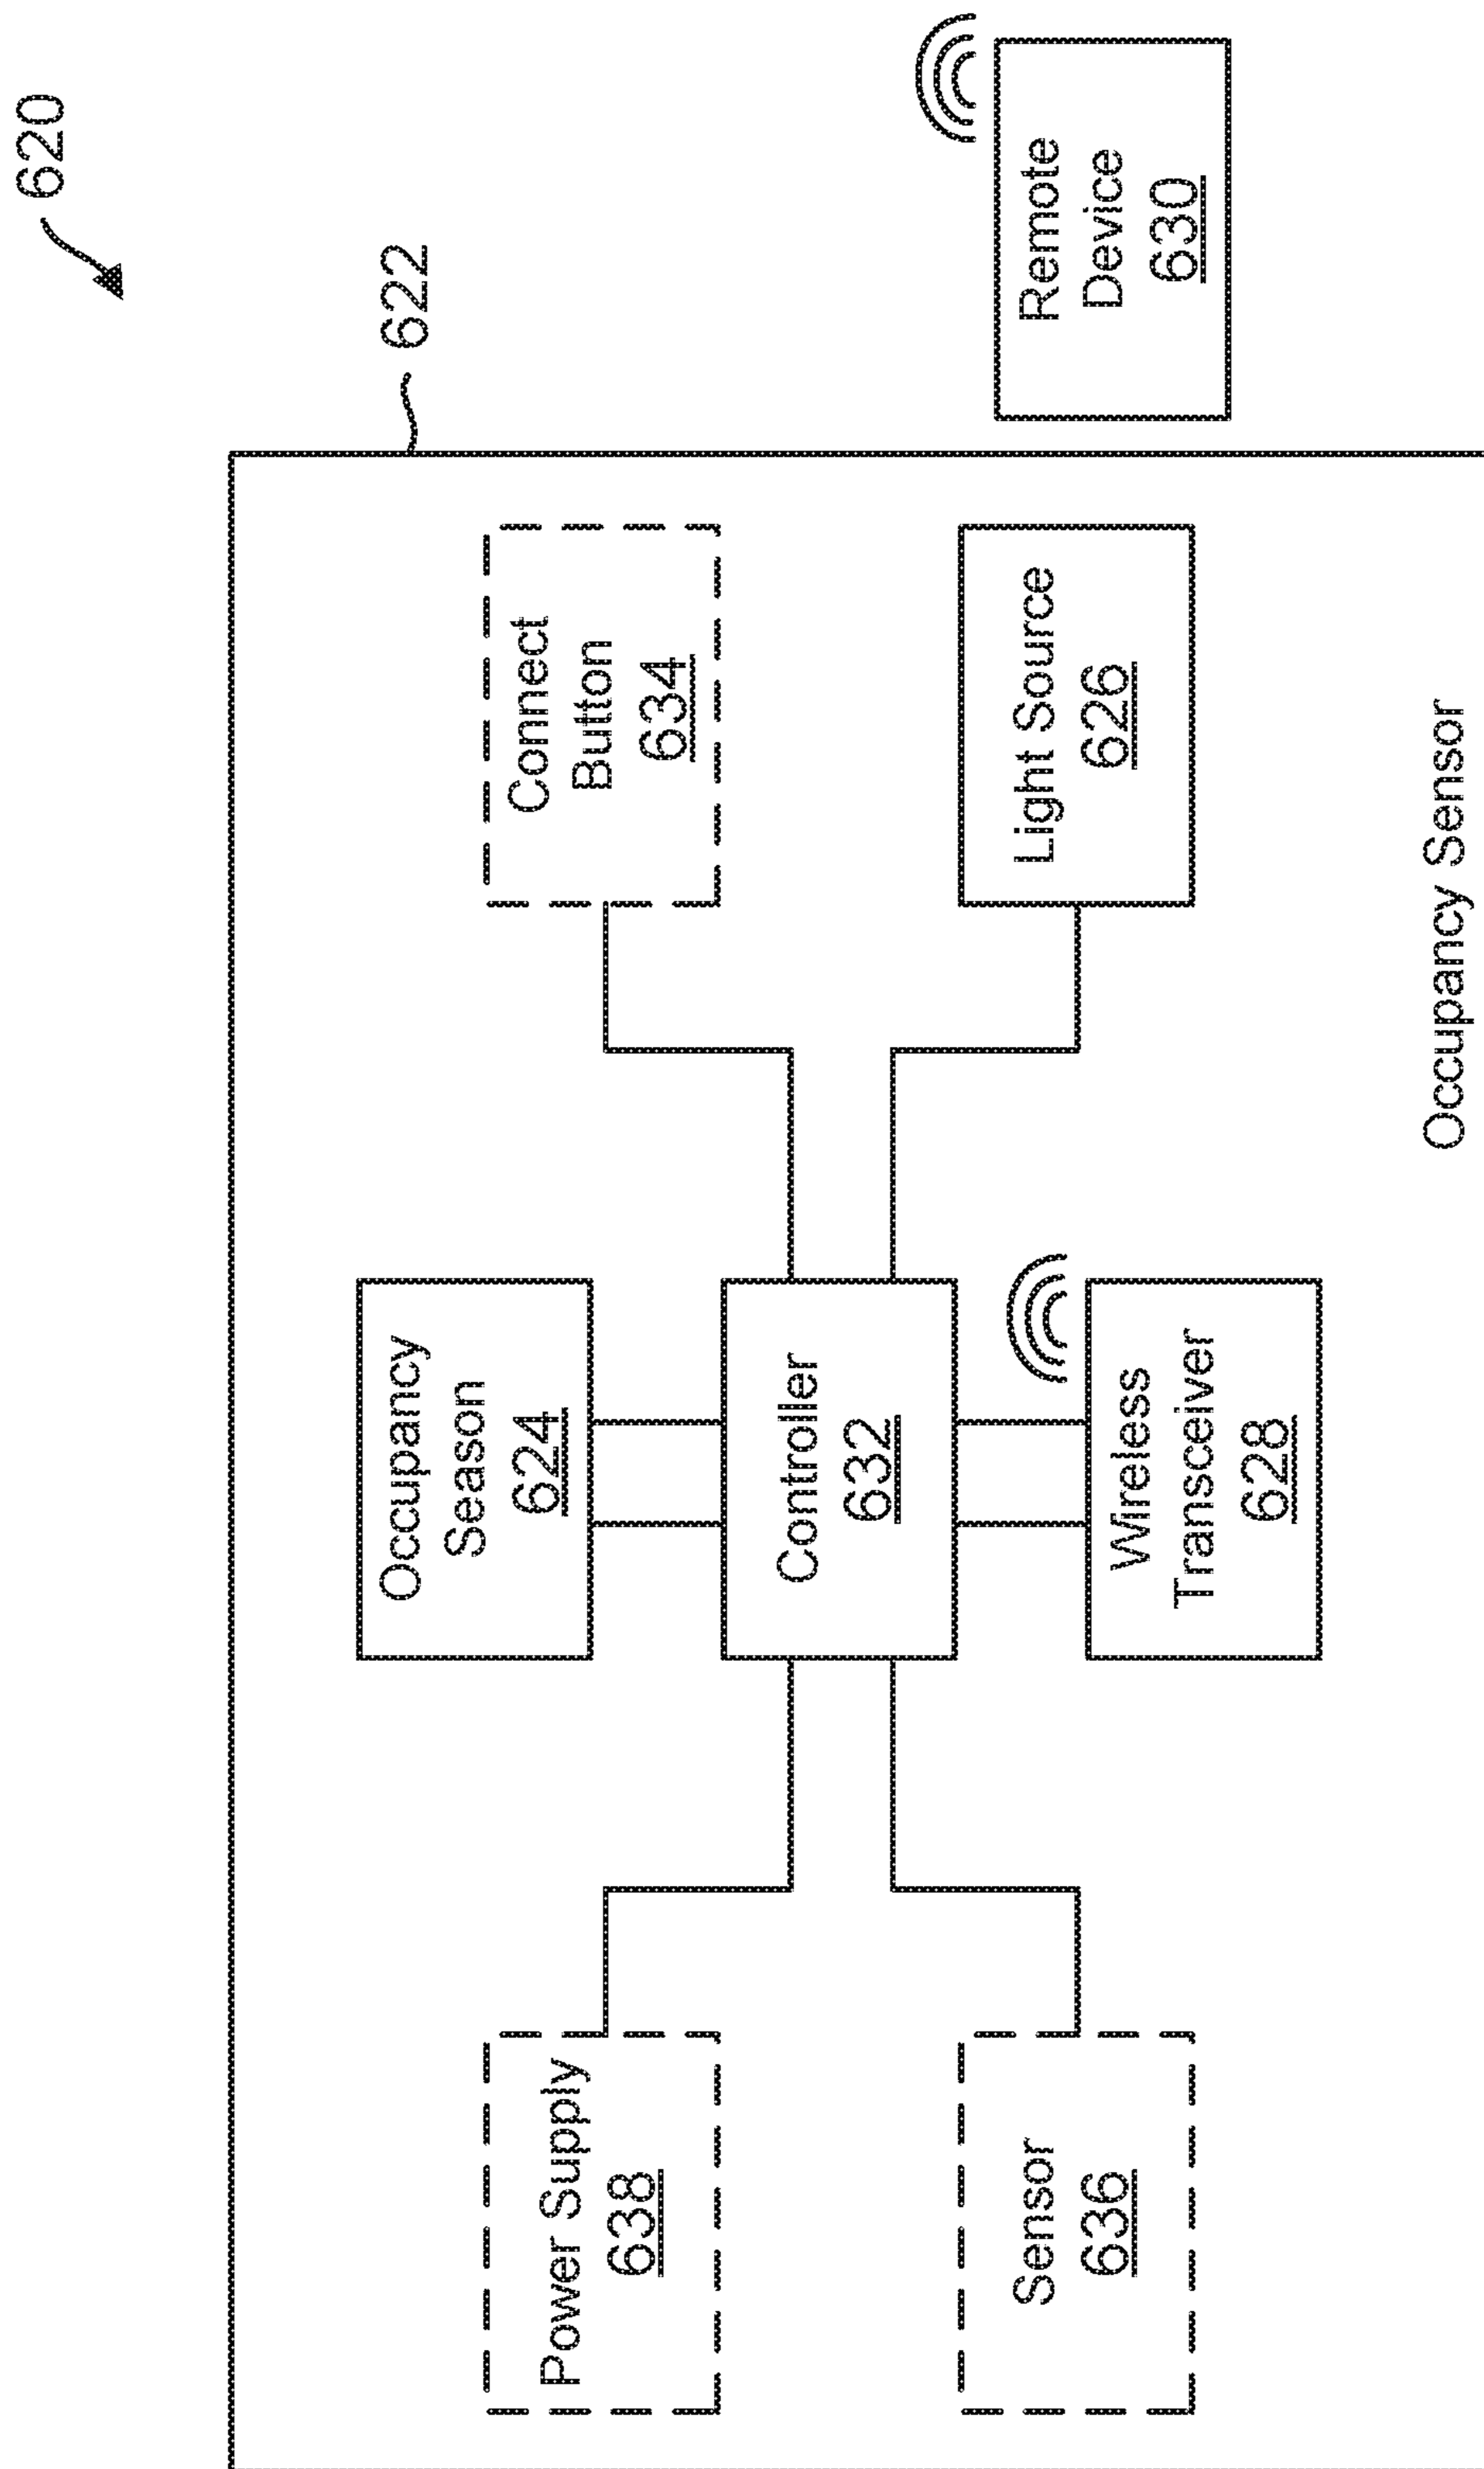 620
622
Occupancy
Season
624
Power Supply
638
Connect
Button
634
Controller
632
Sensor
636
Wireless
Transceiver
628
Light Source
626
Remote
Device
630
Occupancy Sensor